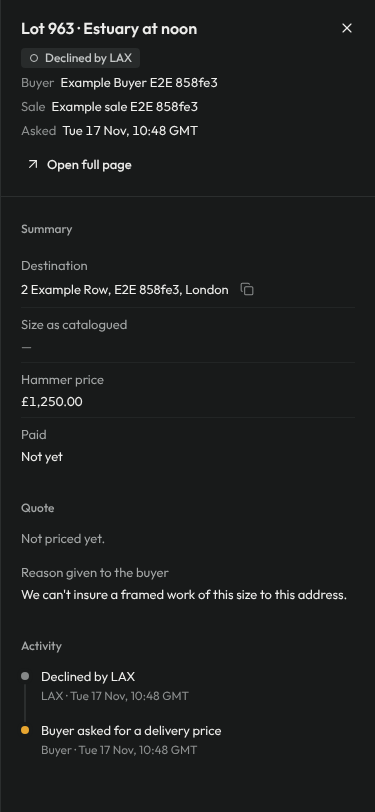 Lot 963 · Estuary at noon
Declined by LAX
Buyer Example Buyer E2E 858fe3
Sale Example sale E2E 858fe3
Asked Tue 17 Nov, 10:48 GMT
Open full page
Summary
Destination
2 Example Row, E2E 858fe3, London
Size as catalogued
—
Hammer price
£1,250.00
Paid
Not yet
Quote
Not priced yet.
Reason given to the buyer
We can't insure a framed work of this size to this address.
Activity
Declined by LAX
LAX · Tue 17 Nov, 10:48 GMT
Buyer asked for a delivery price
Buyer · Tue 17 Nov, 10:48 GMT